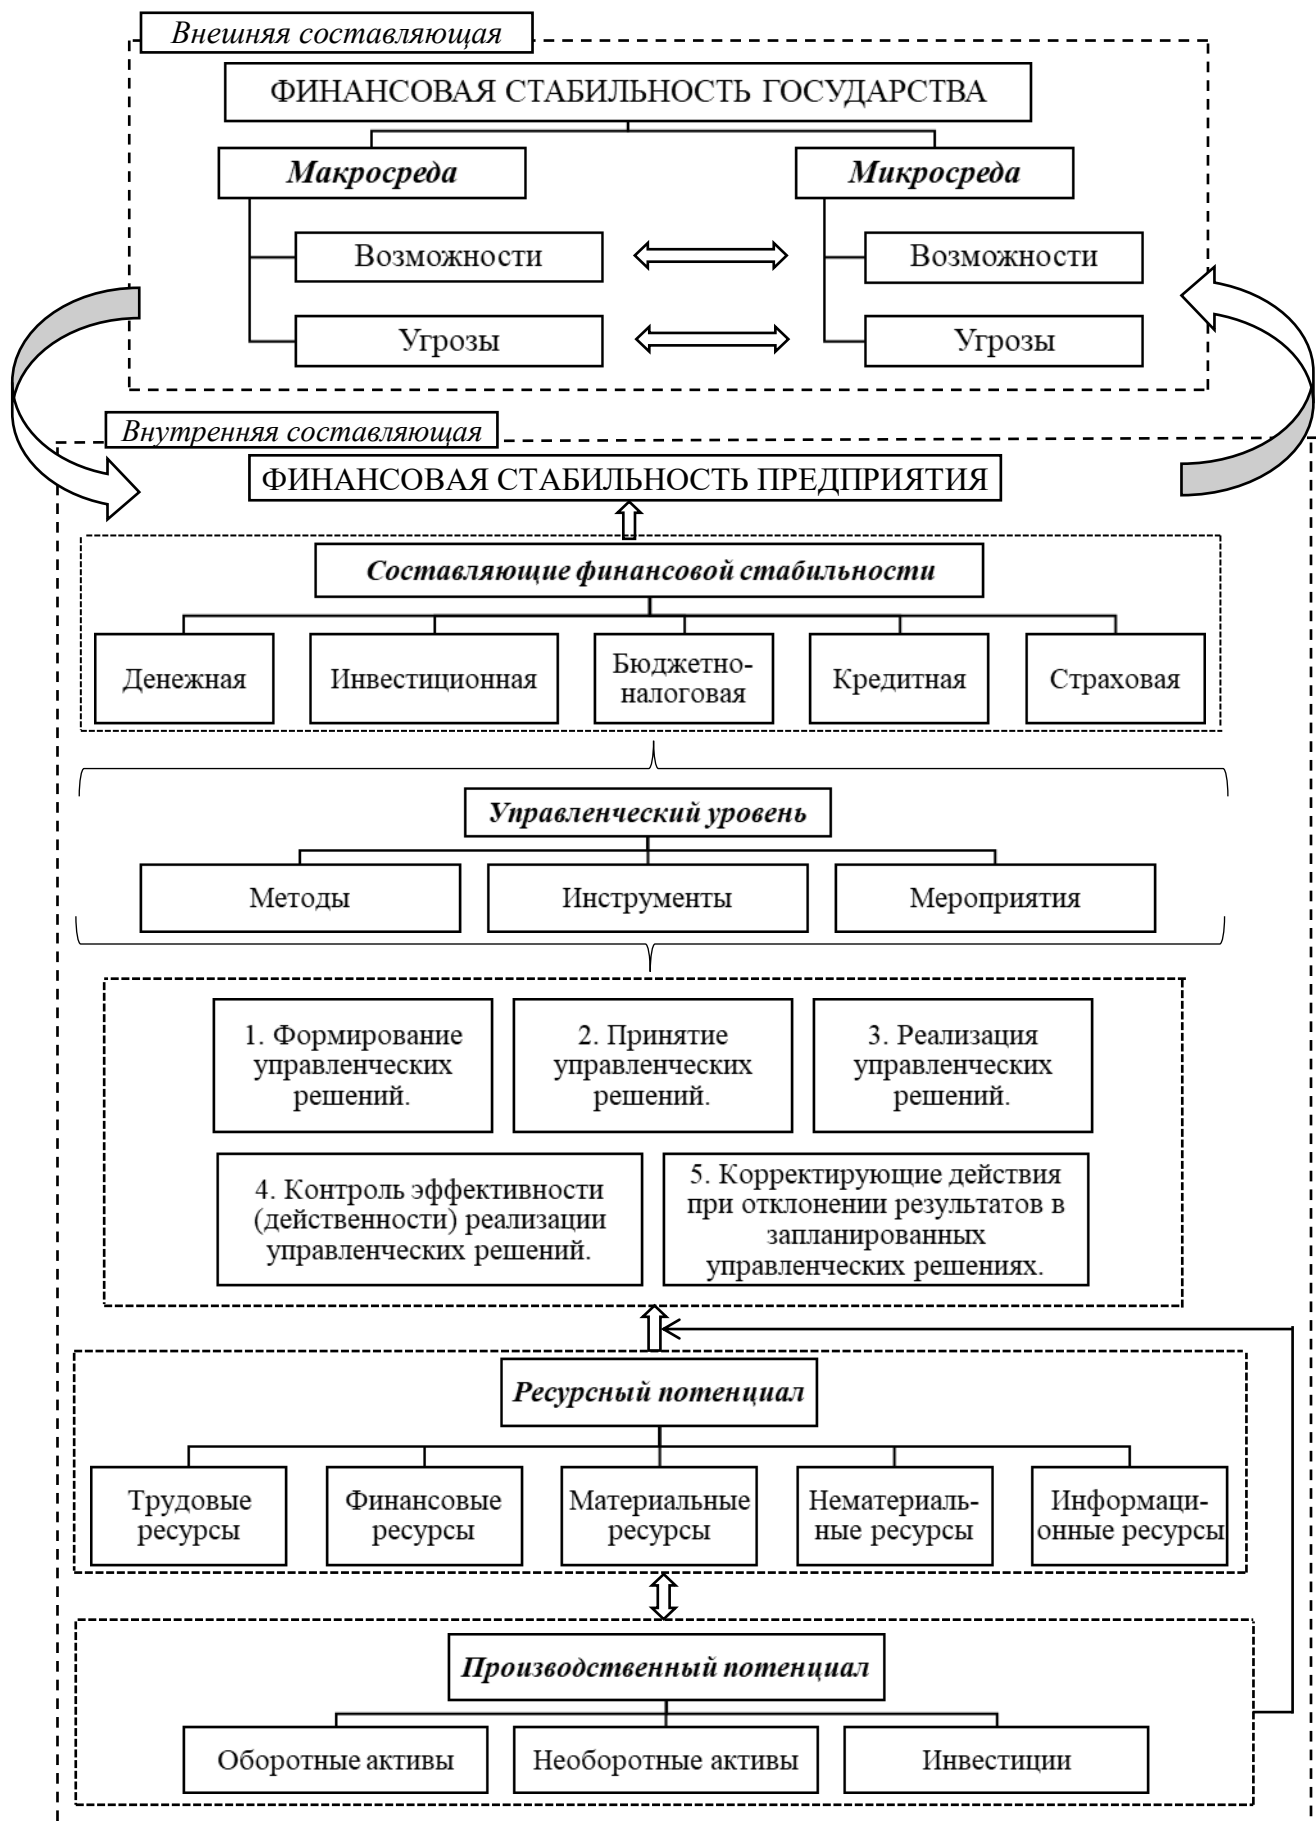 Внешняя составляющая
ФИНАНСОВАЯ СТАБИЛЬНОСТЬ ГОСУДАРСТВА
Макросреда
Микросреда
Возможности
Возможности
Угрозы
Угрозы
Внутренняя составляющая
ФИНАНСОВАЯ СТАБИЛЬНОСТЬ ПРЕДПРИЯТИЯ
Составляющие финансовой стабильности
Денежная
Инвестиционная
Бюджетно-
налоговая
Кредитная
Страховая
Управленческий уровень
Методы
Инструменты
Мероприятия
1. Формирование
управленческих
решений.
2. Принятие
управленческих
решений.
3. Реализация
управленческих
решений.
4. Контроль эффективности
(действенности) реализации
управленческих решений.
5. Корректирующие действия
при отклонении результатов в
запланированных
управленческих решениях.
Ресурсный потенциал
Трудовые
ресурсы
Финансовые
ресурсы
Материальные
ресурсы
Нематериаль-
ные ресурсы
Информаци-
онные ресурсы
Производственный потенциал
Оборотные активы
Необоротные активы
Инвестиции